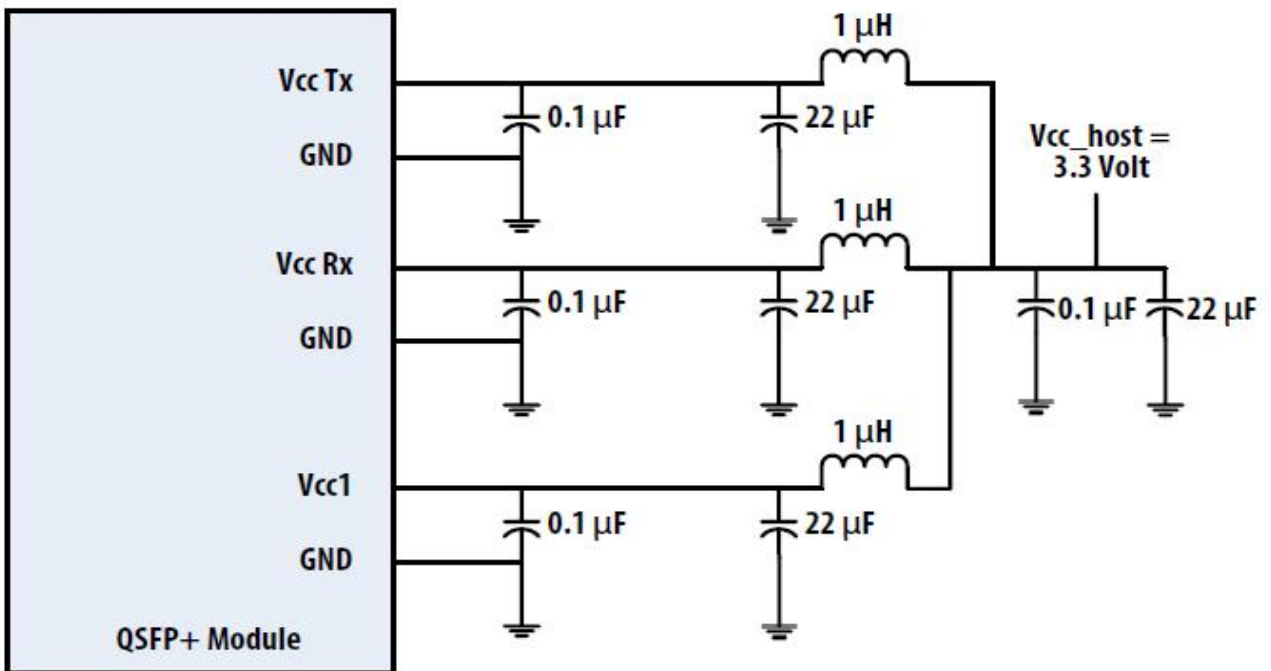 1 μH
Vcc Tx
0.1 μF
22 μF
GND
Vcc_host =
3.3 Volt
1 μH
Vcc Rx
0.1 μF
22 μF
0.1 μF
22 μF
GND
1 μH
Vcc1
0.1 μF
22 μF
GND
QSFP+ Module